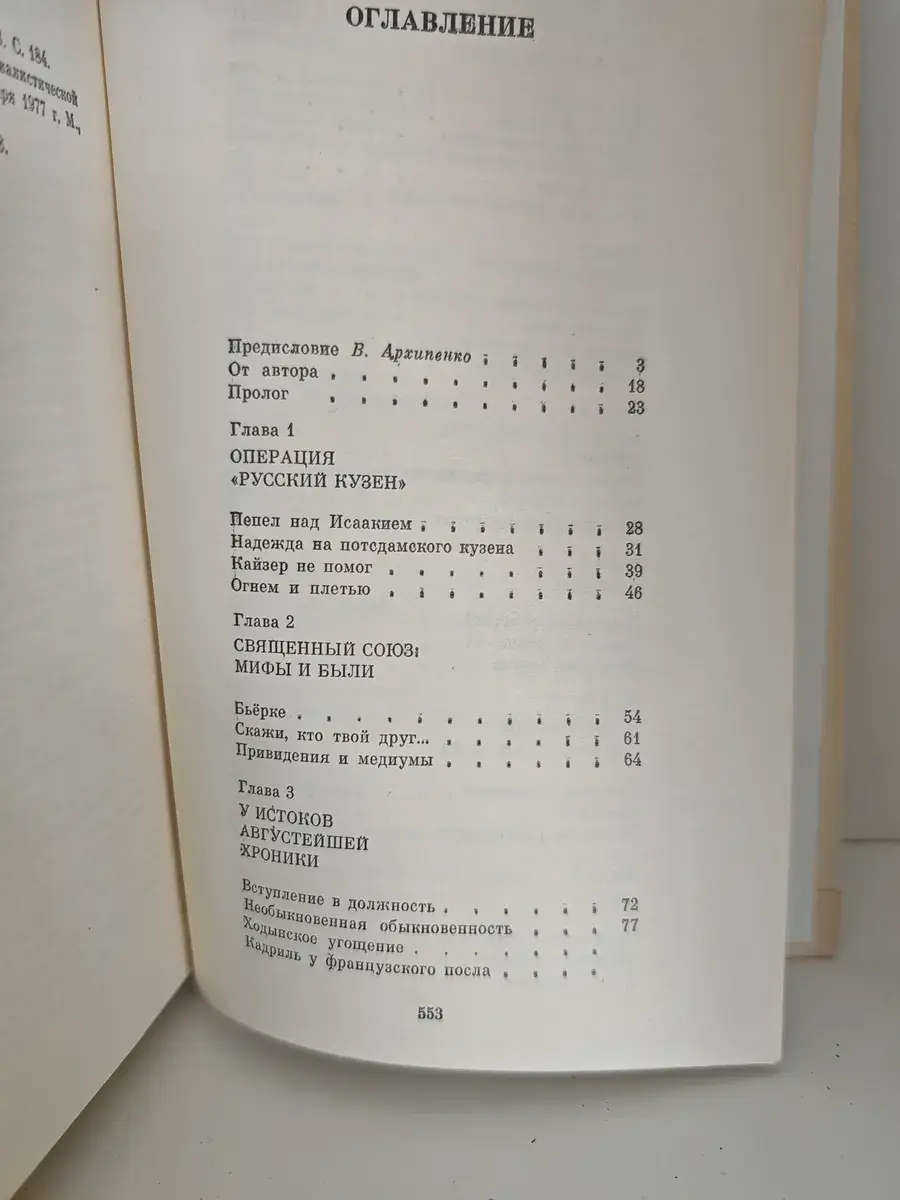 С. 184.
1977 г. М.,
ОГЛАВЛЕНИЕ
Предисловие В. Архипенко . . . . . 3
От автора . . . . . . . . . . 18
Пролог . . . . . . . . . . 23
Глава 1
ОПЕРАЦИЯ
«РУССКИЙ КУЗЕН»
Пепел над Исаакием . . . . . . . 28
Надежда на потсдамского кузена . . . 31
Кайзер не помог . . . . . . . . 39
Огнем и плетью . . . . . . . . 46
Глава 2
СВЯЩЕННЫЙ СОЮЗ:
МИФЫ И БЫЛИ
Бьёрке . . . . . . . . . . . 54
Скажи, кто твой друг... . . . . . . 61
Привидения и медиумы . . . . . . 64
Глава 3
У ИСТОКОВ
АВГУСТЕЙШЕЙ
ХРОНИКИ
Вступление в должность . . . . . . 72
Необыкновенная обыкновенность . . . 77
Ходынское угощение . . . . . . .
Кадриль у французского посла . . . .
553